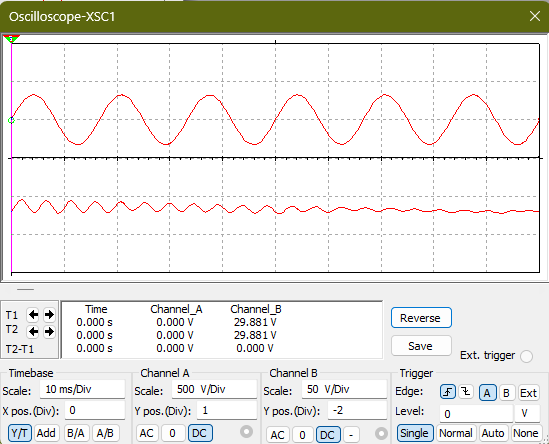 Oscilloscope-XSC1
T1
T2
T2-T1
Time Channel_A Channel_B
0.000 s 0.000 V 29.881 V
0.000 s 0.000 V 29.881 V
0.000 s 0.000 V 0.000 V
Reverse
Save
Ext. trigger
Timebase
Scale: 10 ms/Div
X pos.(Div): 0
Y/T Add B/A A/B
Channel A
Scale: 500 V/Div
Y pos.(Div): 1
AC 0 DC
Channel B
Scale: 50 V/Div
Y pos.(Div): -2
AC 0 DC -
Trigger
Edge: A B Ext
Level: 0 V
Single Normal Auto None